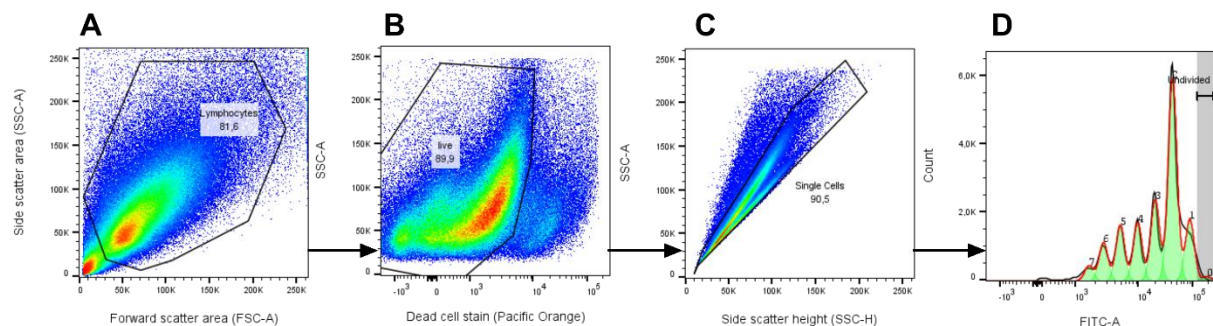 A
B
C
D
Side scatter area (SSC-A)
250K
200K
150K
100K
50K
0
Lymphocytes
81,6
0
50K
100K
150K
200K
250K
Forward scatter area (FSC-A)
SSC-A
250K
200K
150K
100K
50K
0
live
89,9
-10³
0
10³
10⁴
10⁵
Dead cell stain (Pacific Orange)
SSC-A
250K
200K
150K
100K
50K
0
Single Cells
90,5
0
50K
100K
150K
200K
250K
Side scatter height (SSC-H)
Count
6,0K
4,0K
2,0K
0
Undivided
7
6
5
4
3
1
0
-10³
0
10³
10⁴
10⁵
FITC-A